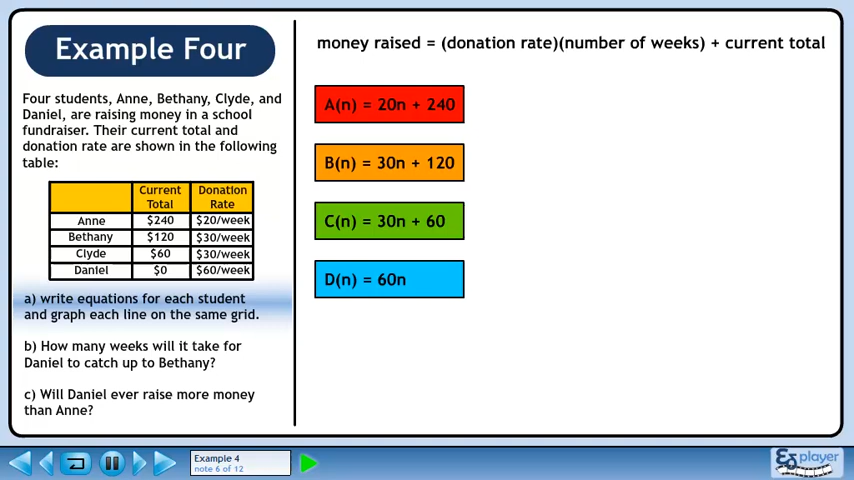 Example Four
money raised = (donation rate)(number of weeks) + current total
Four students, Anne, Bethany, Clyde, and
Daniel, are raising money in a school
fundraiser. Their current total and
donation rate are shown in the following
table:
Current Total Donation Rate
Anne $240 $20/week
Bethany $120 $30/week
Clyde $60 $30/week
Daniel $0 $60/week
a) write equations for each student
and graph each line on the same grid.
b) How many weeks will it take for
Daniel to catch up to Bethany?
c) Will Daniel ever raise more money
than Anne?
A(n) = 20n + 240
B(n) = 30n + 120
C(n) = 30n + 60
D(n) = 60n
Example 4
note 6 of 12
player